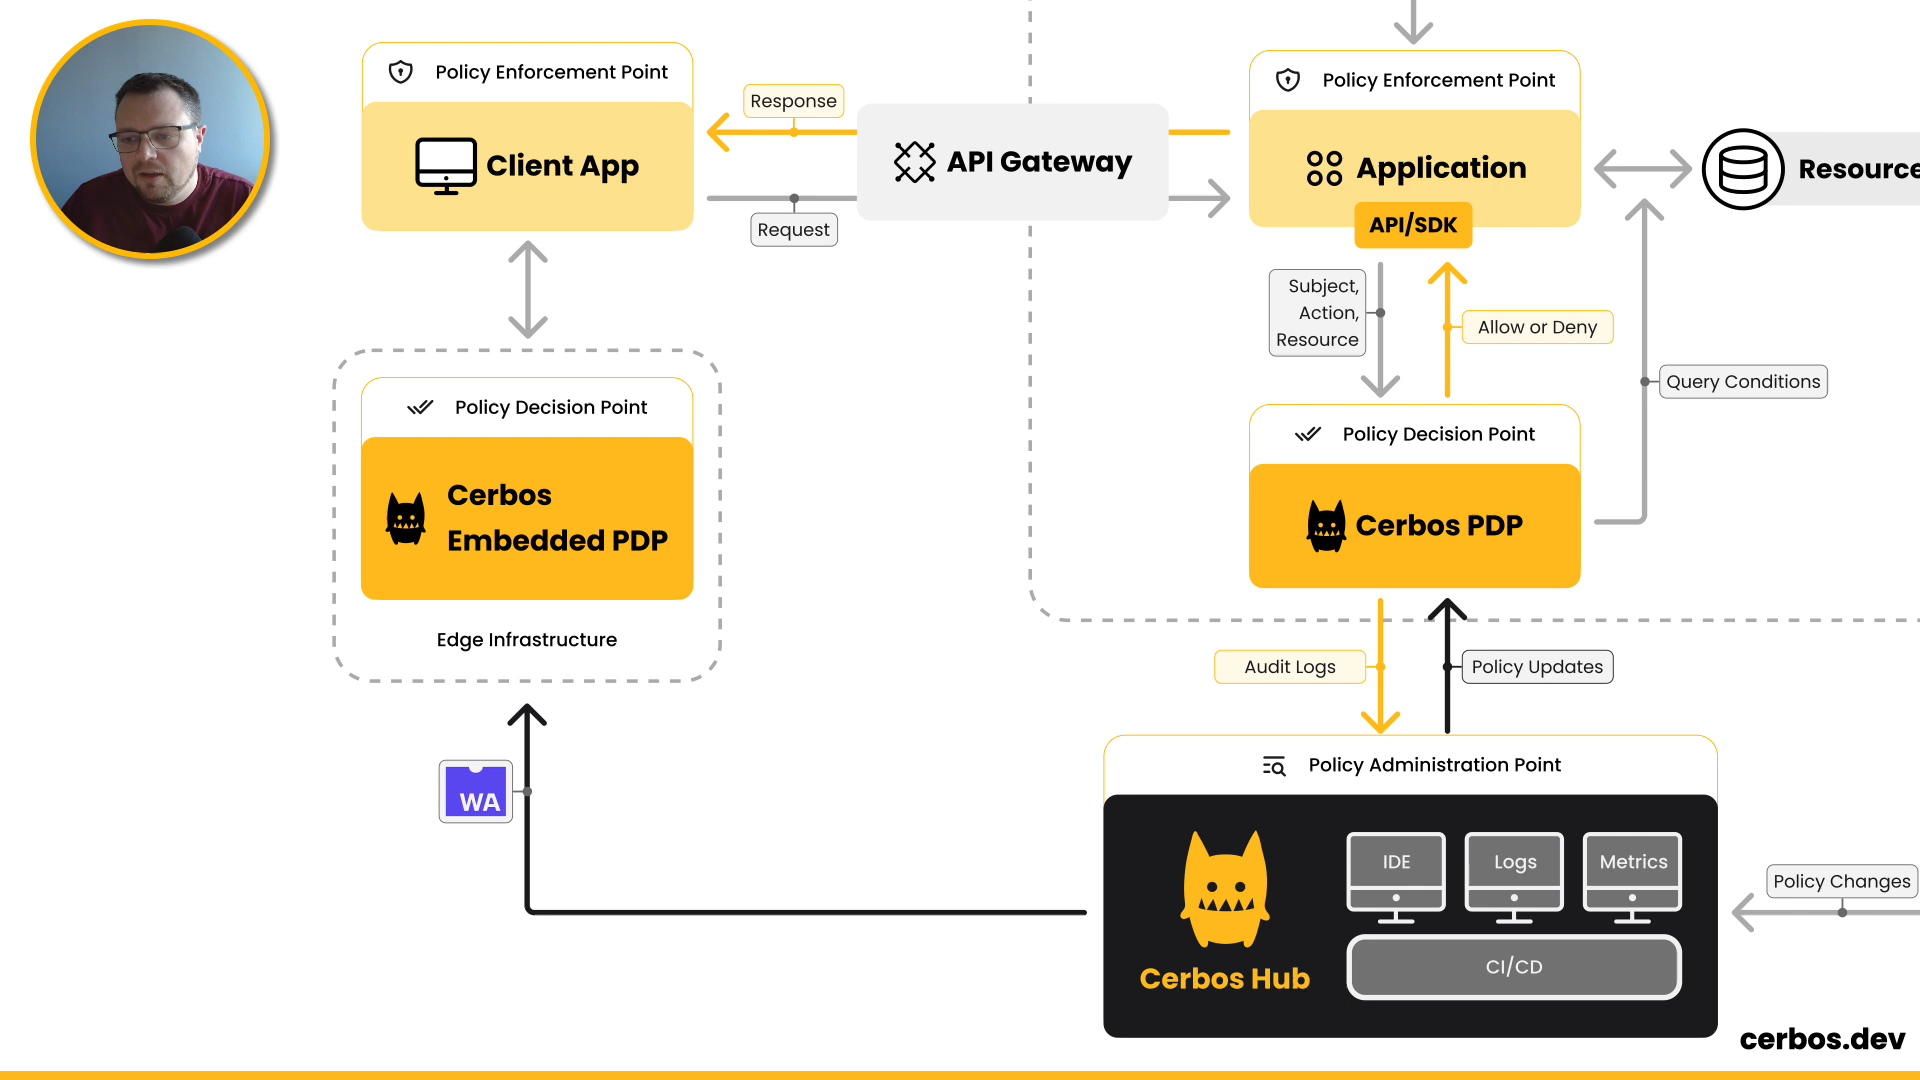 Policy Enforcement Point
Client App
Response
Request
API Gateway
Policy Enforcement Point
Application
API/SDK
Resource
Subject,
Action,
Resource
Allow or Deny
Query Conditions
Policy Decision Point
Cerbos
Embedded PDP
Edge Infrastructure
Policy Decision Point
Cerbos PDP
Audit Logs
Policy Updates
WA
Policy Administration Point
IDE
Logs
Metrics
CI/CD
Cerbos Hub
Policy Changes
cerbos.dev